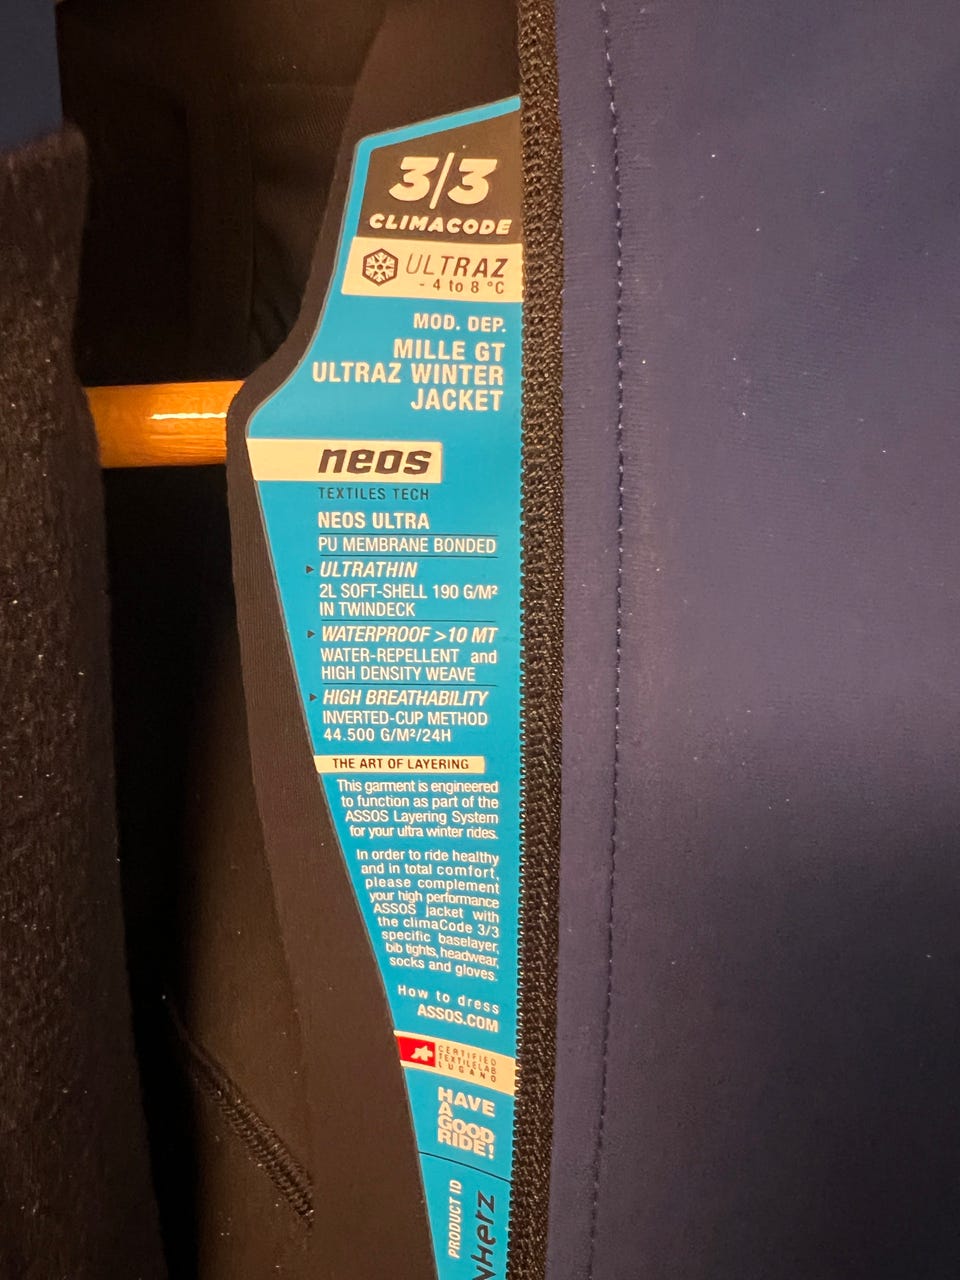 3/3
CLIMACODE
ULTRAZ
- 4 to 8 °C
MOD. DEP.
MILLE GT
ULTRAZ WINTER
JACKET
neos
TEXTILES TECH
NEOS ULTRA
PU MEMBRANE BONDED
ULTRATHIN
2L SOFT-SHELL 190 G/M²
IN TWINDECK
WATERPROOF >10 MT
WATER-REPELLENT and
HIGH DENSITY WEAVE
HIGH BREATHABILITY
INVERTED-CUP METHOD
44.500 G/M²/24H
THE ART OF LAYERING
This garment is engineered
to function as part of the
ASSOS Layering System
for your ultra winter rides.
In order to ride healthy
and in total comfort,
please complement
your high performance
ASSOS jacket with
the climaCode 3/3
specific baselayer,
bib tights, headwear,
socks and gloves.
How to dress
ASSOS.COM
CERTIFIED
TEXTILELAB
LUGANO
HAVE
A
GOOD
RIDE!
PRODUCT ID